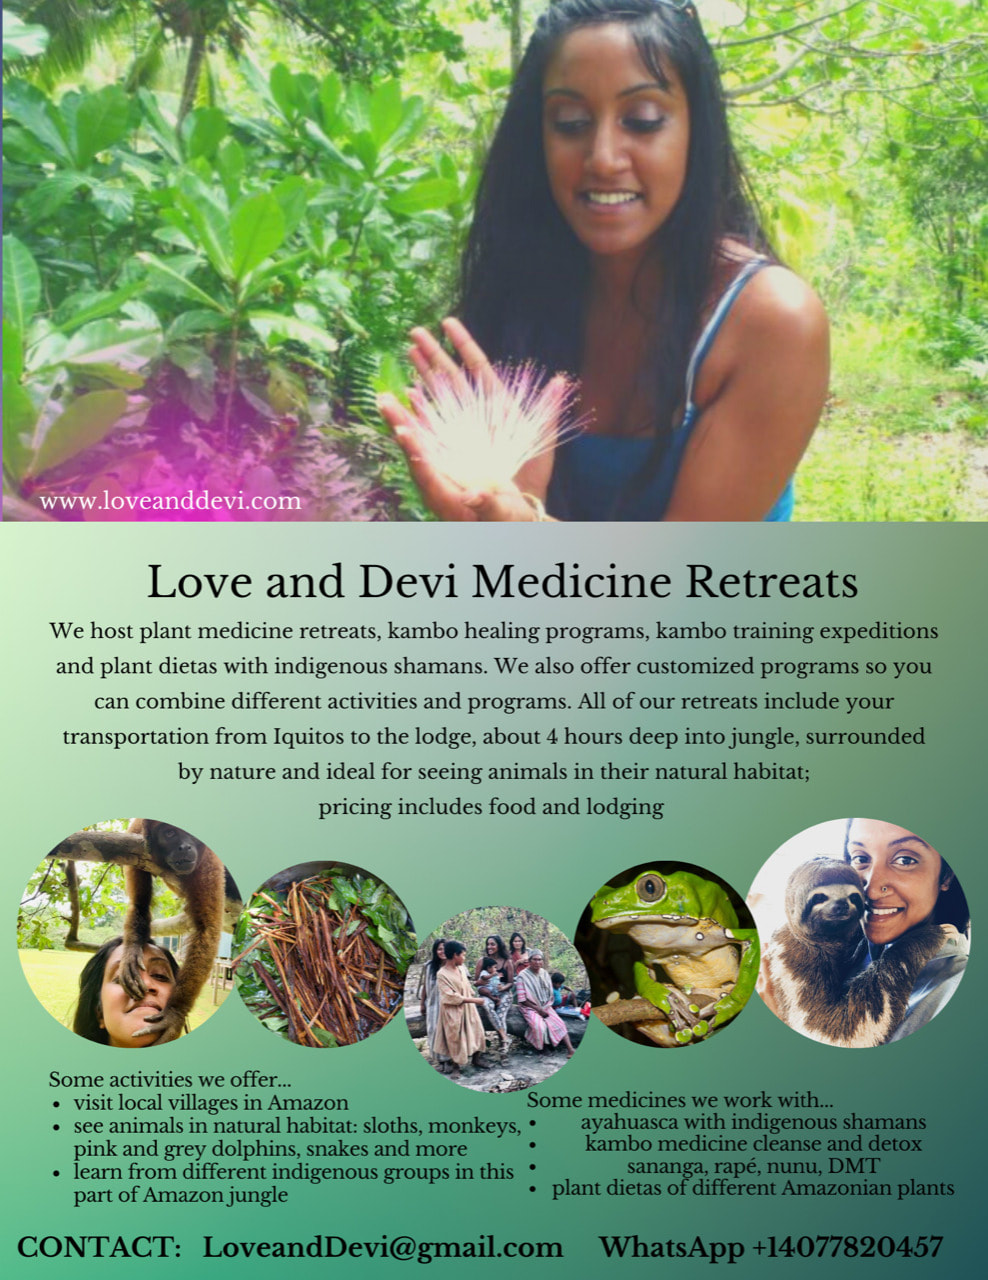 www.loveanddevi.com
Love and Devi Medicine Retreats
We host plant medicine retreats, kambo healing programs, kambo training expeditions
and plant dietas with indigenous shamans. We also offer customized programs so you
can combine different activities and programs. All of our retreats include your
transportation from Iquitos to the lodge, about 4 hours deep into jungle, surrounded
by nature and ideal for seeing animals in their natural habitat;
pricing includes food and lodging
Some activities we offer...
• visit local villages in Amazon
• see animals in natural habitat: sloths, monkeys,
pink and grey dolphins, snakes and more
• learn from different indigenous groups in this
part of Amazon jungle
Some medicines we work with...
• ayahuasca with indigenous shamans
• kambo medicine cleanse and detox
• sananga, rapé, nunu, DMT
• plant dietas of different Amazonian plants
CONTACT: LoveandDevi@gmail.com WhatsApp +14077820457